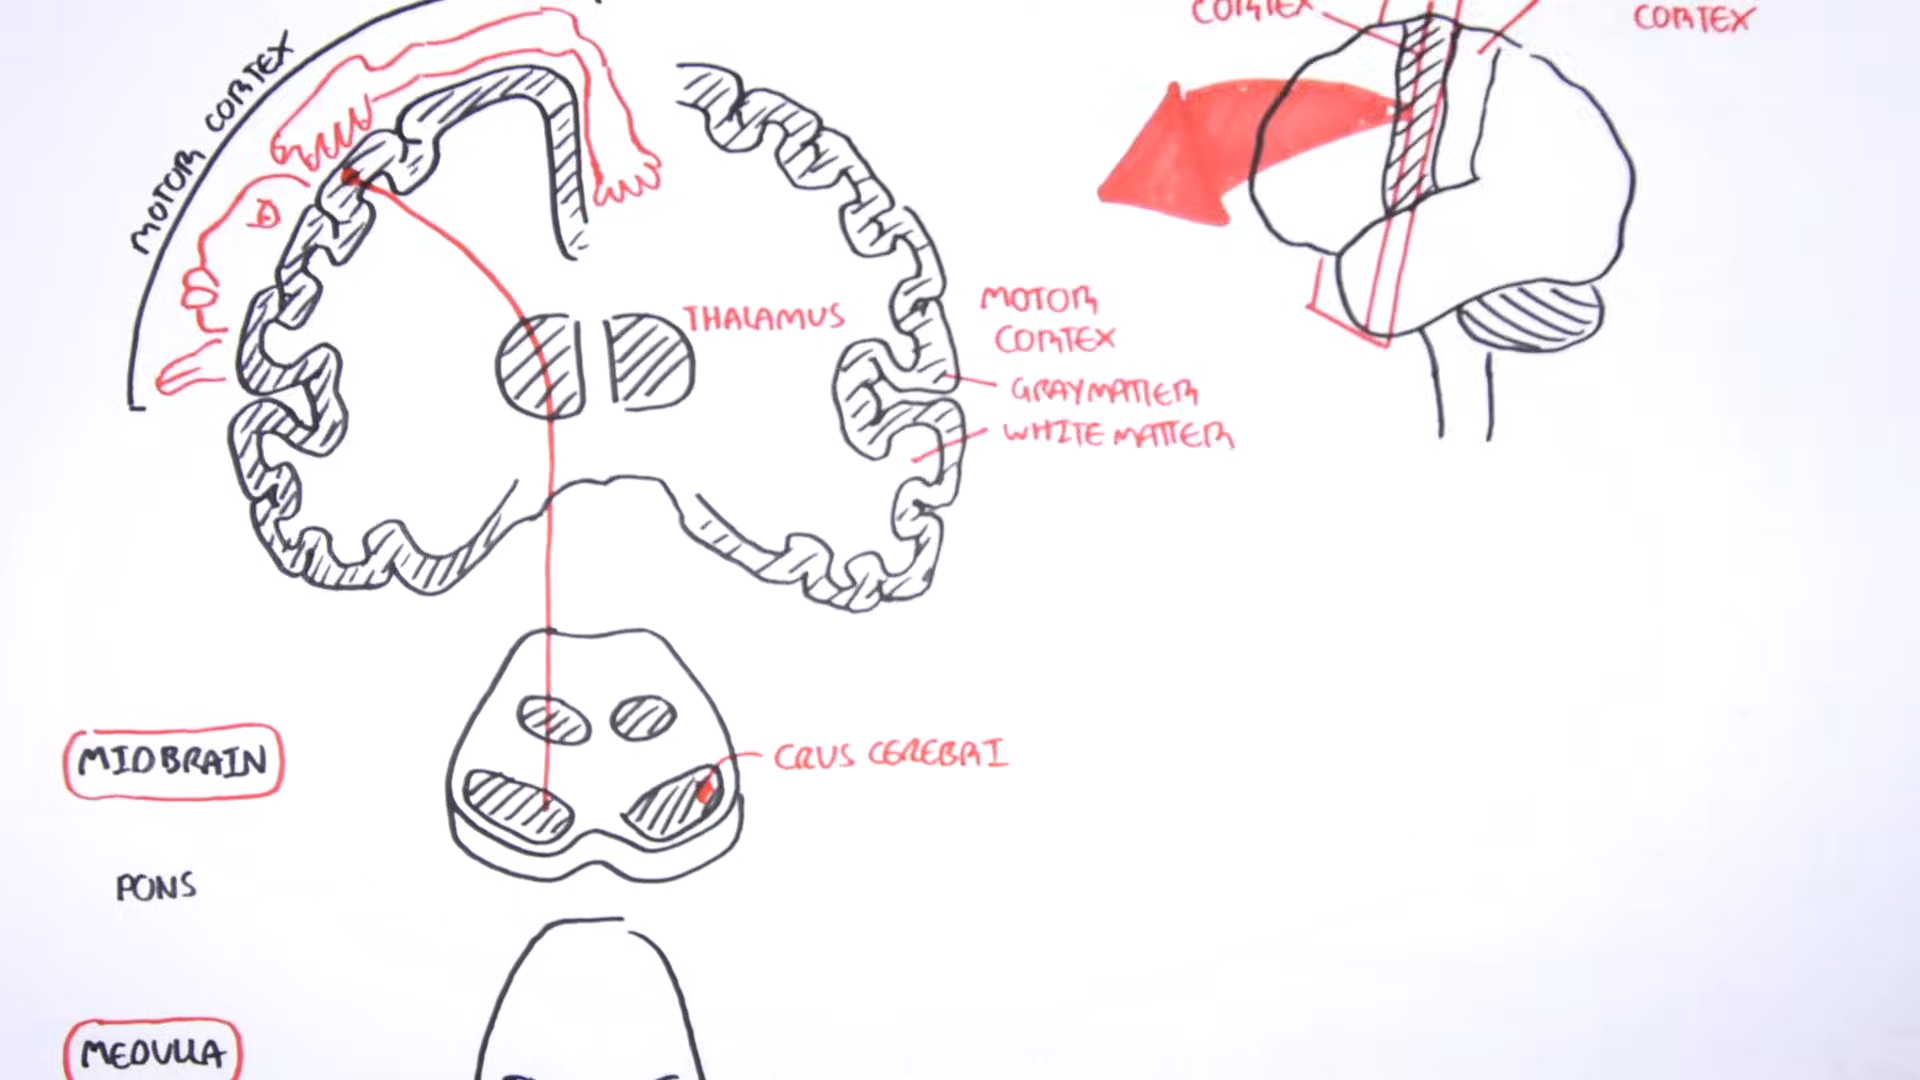 MOTOR CORTEX
CORTEX
CORTEX
THALAMUS
MOTOR
CORTEX
GRAY MATTER
WHITE MATTER
MIDBRAIN
CRUS CEREBRI
PONS
MEDULLA